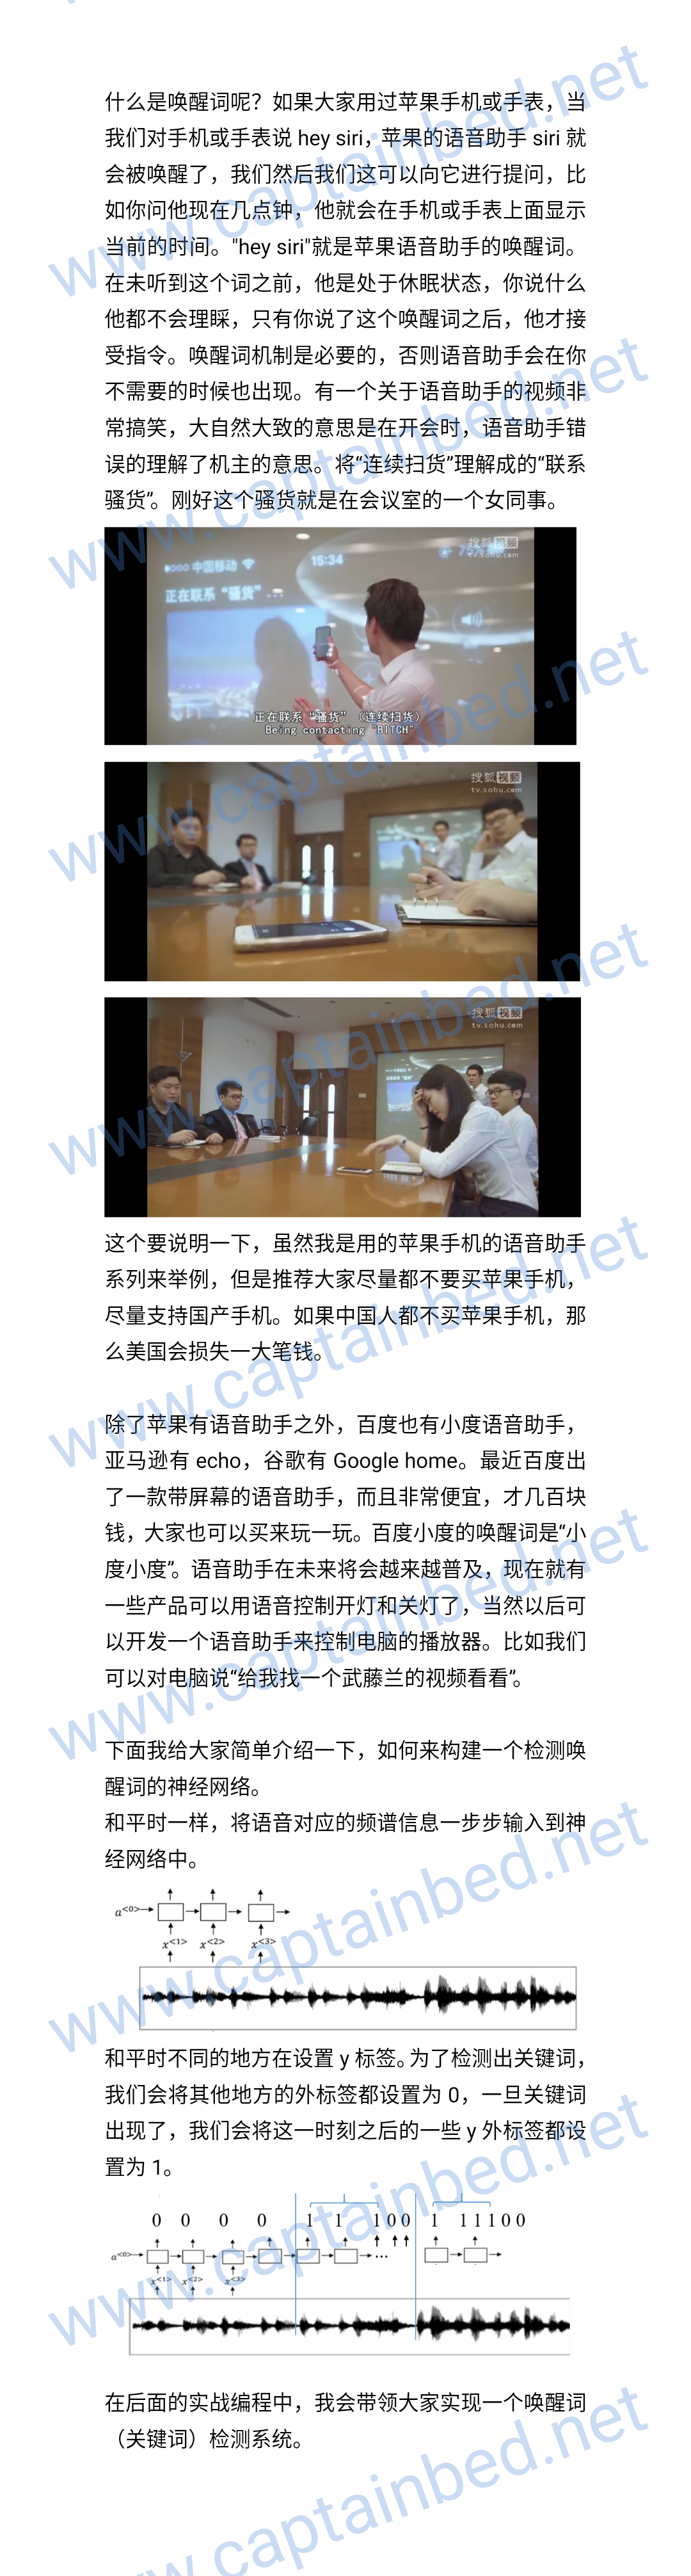 什么是唤醒词呢？如果大家用过苹果手机或手表，当
我们对手机或手表说 hey siri，苹果的语音助手 siri 就
会被唤醒了，我们然后我们这可以向它进行提问，比
如你问他现在几点钟，他就会在手机或手表上面显示
当前的时间。"hey siri"就是苹果语音助手的唤醒词。
在未听到这个词之前，他是处于休眠状态，你说什么
他都不会理睬，只有你说了这个唤醒词之后，他才接
受指令。唤醒词机制是必要的，否则语音助手会在你
不需要的时候也出现。有一个关于语音助手的视频非
常搞笑，大自然大致的意思是在开会时，语音助手错
误的理解了机主的意思。将“连续扫货”理解成的“联系
骚货”。刚好这个骚货就是在会议室的一个女同事。
中国移动
15:34
搜狐视频
tv.sohu.com
正在联系“骚货”...
正在联系“骚货”（连续扫货）
Being contacting "BITCH"
搜狐视频
tv.sohu.com
搜狐视频
tv.sohu.com
这个要说明一下，虽然我是用的苹果手机的语音助手
系列来举例，但是推荐大家尽量都不要买苹果手机，
尽量支持国产手机。如果中国人都不买苹果手机，那
么美国会损失一大笔钱。
除了苹果有语音助手之外，百度也有小度语音助手，
亚马逊有 echo，谷歌有 Google home。最近百度出
了一款带屏幕的语音助手，而且非常便宜，才几百块
钱，大家也可以买来玩一玩。百度小度的唤醒词是“小
度小度”。语音助手在未来将会越来越普及，现在就有
一些产品可以用语音控制开灯和关灯了，当然以后可
以开发一个语音助手来控制电脑的播放器。比如我们
可以对电脑说“给我找一个武藤兰的视频看看”。
下面我给大家简单介绍一下，如何来构建一个检测唤
醒词的神经网络。
和平时一样，将语音对应的频谱信息一步步输入到神
经网络中。
a<0>
x<1> x<2> x<3>
和平时不同的地方在设置 y 标签。为了检测出关键词，
我们会将其他地方的外标签都设置为 0，一旦关键词
出现了，我们会将这一时刻之后的一些 y 外标签都设
置为 1。
0 0 0 0 1 1 1 0 0 1 1 1 1 0 0
a<0> ...
x<1> x<2> x<3>
在后面的实战编程中，我会带领大家实现一个唤醒词
（关键词）检测系统。
www.captainbed.net
www.captainbed.net
www.captainbed.net
www.captainbed.net
www.captainbed.net
www.captainbed.net
www.captainbed.net
www.captainbed.net
www.captainbed.net